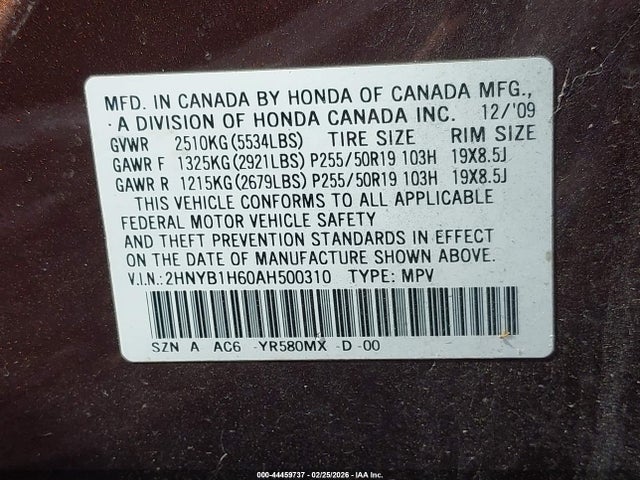 MFD. IN CANADA BY HONDA OF CANADA MFG.,
A DIVISION OF HONDA CANADA INC. 12/'09
GVWR 2510KG(5534LBS) TIRE SIZE RIM SIZE
GAWR F 1325KG(2921LBS) P255/50R19 103H 19X8.5J
GAWR R 1215KG(2679LBS) P255/50R19 103H 19X8.5J
THIS VEHICLE CONFORMS TO ALL APPLICABLE
FEDERAL MOTOR VEHICLE SAFETY
AND THEFT PREVENTION STANDARDS IN EFFECT
ON THE DATE OF MANUFACTURE SHOWN ABOVE.
V.I.N.: 2HNYB1H60AH500310 TYPE: MPV
SZN A AC6 -YR580MX -D -00
000-44459737 - 02/25/2026 - IAA Inc.